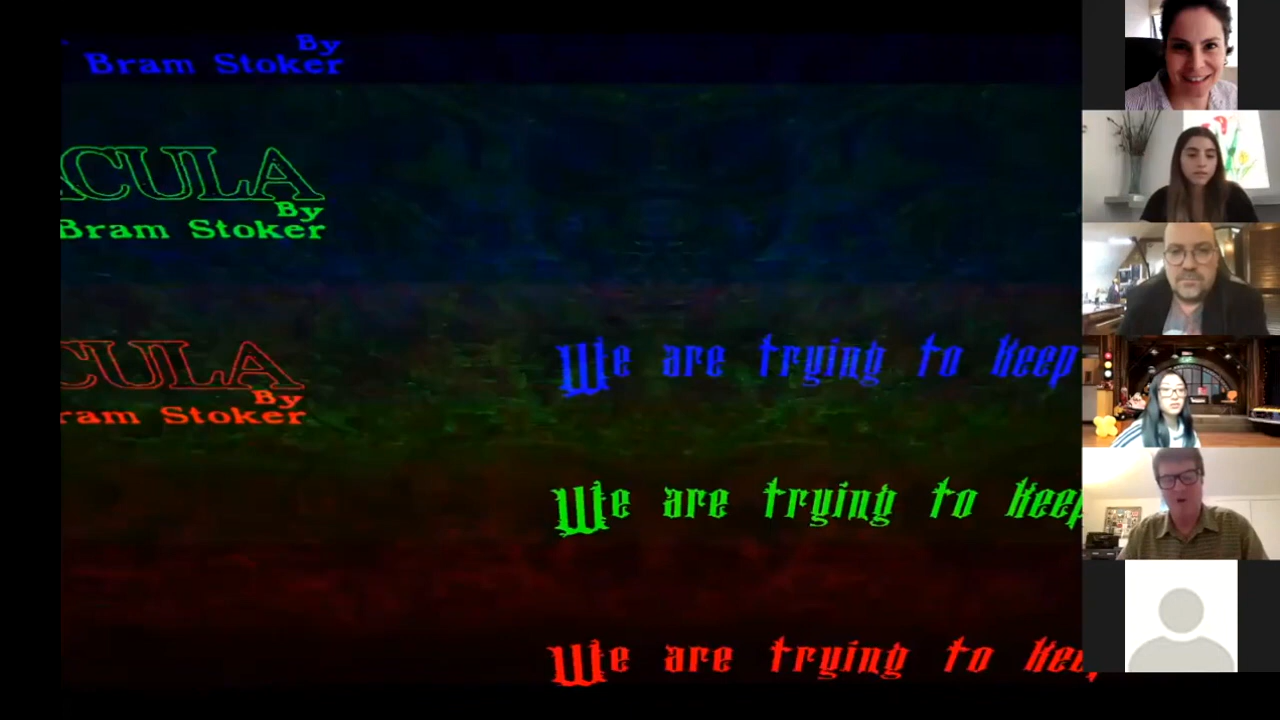 By
Bram Stoker
CULA
By
Bram Stoker
CULA
By
ram Stoker
We are trying to keep
We are trying to keep
We are trying to